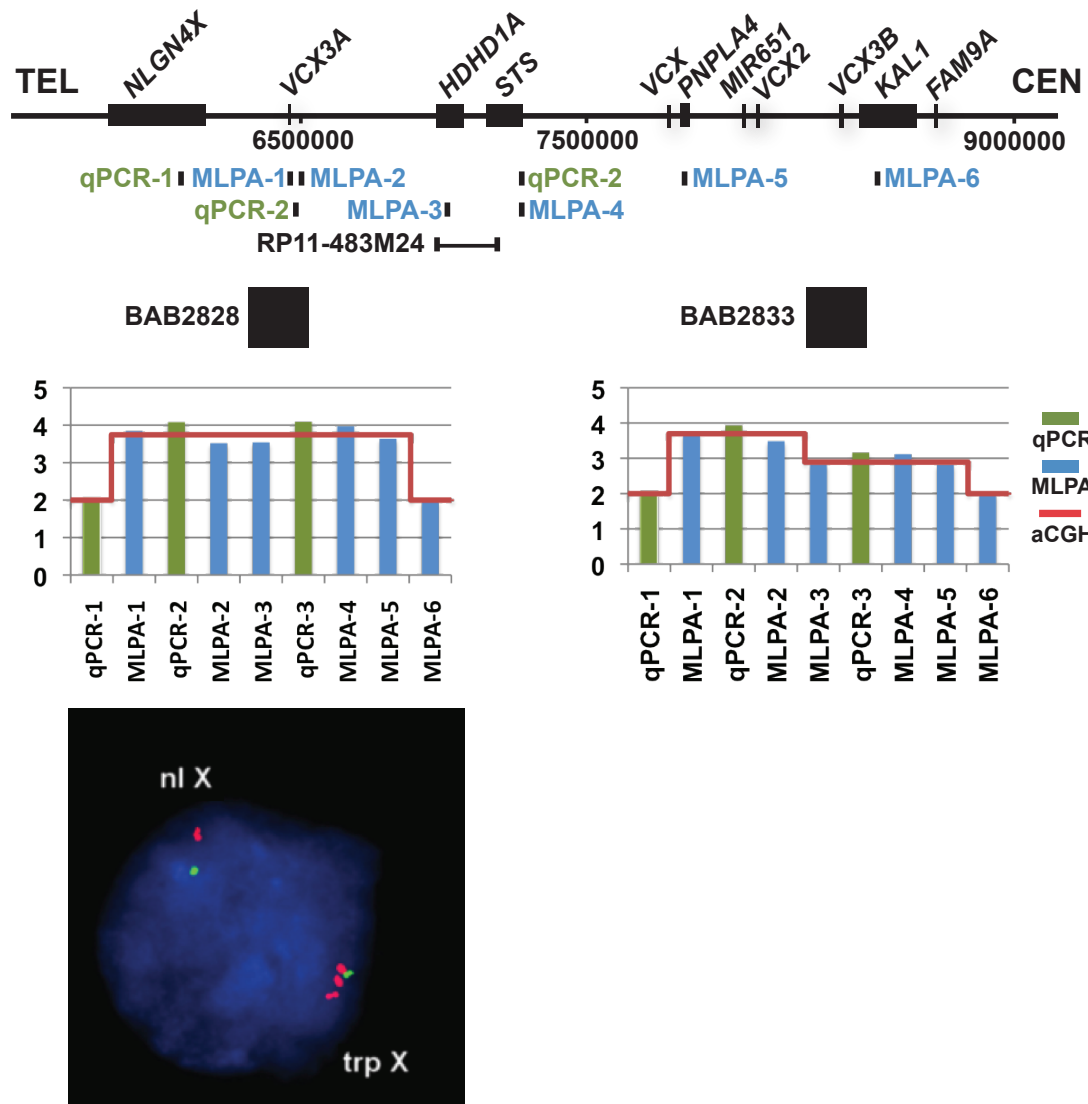 NLGN4X VCX3A HDHD1A STS VCX PNPLA4 MIR651 VCX2 VCX3B KAL1 FAM9A
TEL CEN
6500000 7500000 9000000
qPCR-1 MLPA-1 MLPA-2 qPCR-2 MLPA-5 MLPA-6
qPCR-2 MLPA-3 MLPA-4
RP11-483M24
BAB2828 BAB2833
5
4
3
2
1
0
qPCR-1 MLPA-1 qPCR-2 MLPA-2 MLPA-3 qPCR-3 MLPA-4 MLPA-5 MLPA-6
5
4
3
2
1
0
qPCR-1 MLPA-1 qPCR-2 MLPA-2 MLPA-3 qPCR-3 MLPA-4 MLPA-5 MLPA-6
qPCR
MLPA
aCGH
nl X
trp X